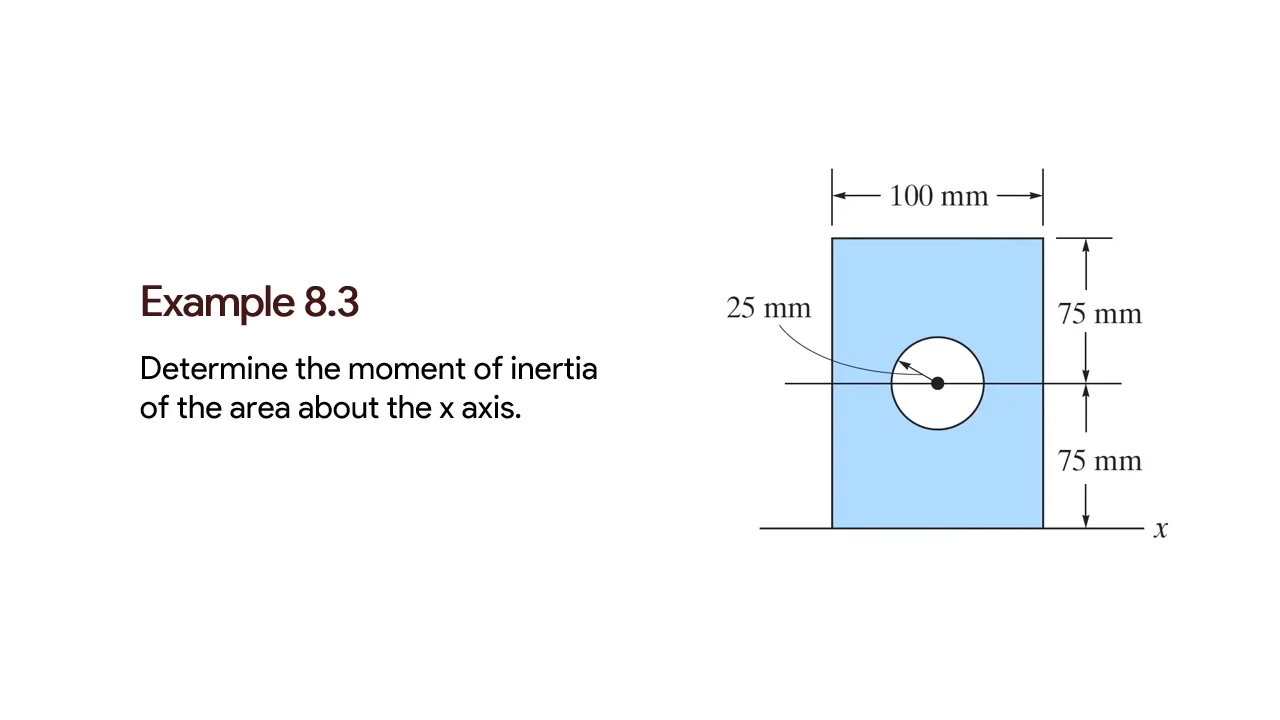 Example 8.3
Determine the moment of inertia
of the area about the x axis.
100 mm
25 mm
75 mm
75 mm
x